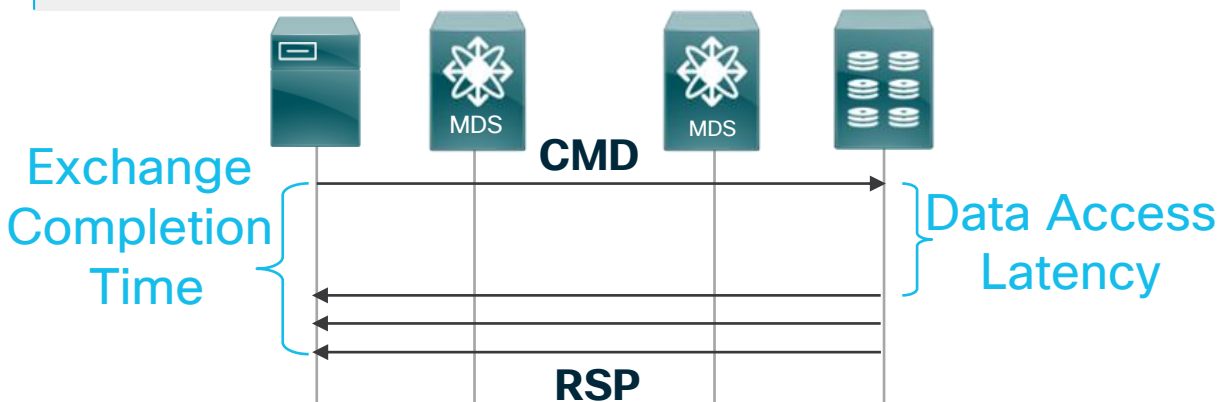 MDS
MDS
CMD
Exchange
Completion
Time
Data Access
Latency
RSP